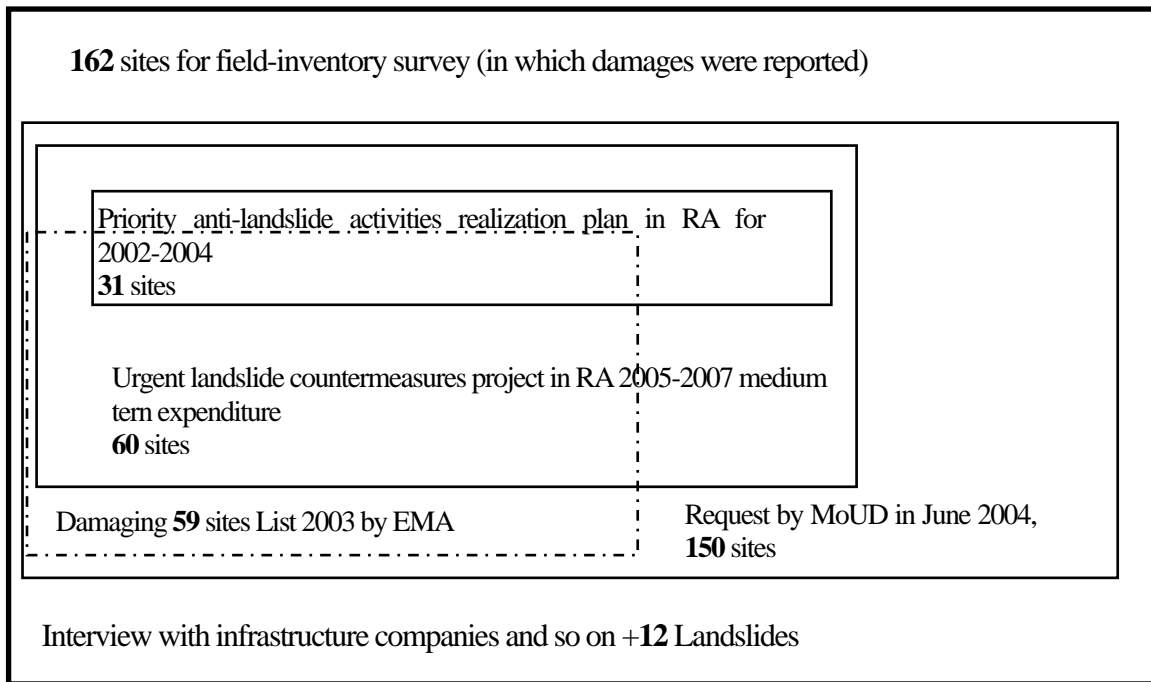 162 sites for field-inventory survey (in which damages were reported)
Priority anti-landslide activities realization plan in RA for
2002-2004
31 sites
Urgent landslide countermeasures project in RA 2005-2007 medium
tern expenditure
60 sites
Damaging 59 sites List 2003 by EMA
Request by MoUD in June 2004,
150 sites
Interview with infrastructure companies and so on +12 Landslides